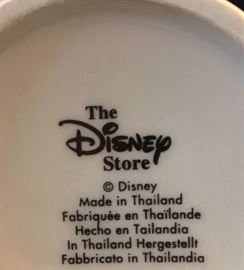 The
Disney
Store
© Disney
Made in Thailand
Fabriquée en Thaïlande
Hecho en Tailandia
In Thailand Hergestellt
Fabbricato in Thailandia